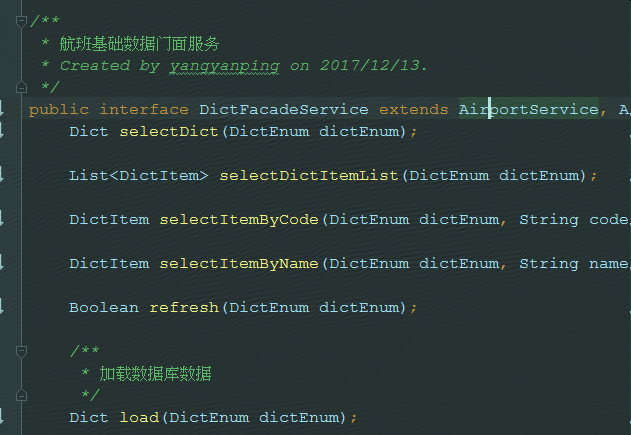 /**
* 航班基础数据门面服务
* Created by yangyanping on 2017/12/13.
*/
public interface DictFacadeService extends AirportService, A
Dict selectDict(DictEnum dictEnum);
List<DictItem> selectDictItemList(DictEnum dictEnum);
DictItem selectItemByCode(DictEnum dictEnum, String code
DictItem selectItemByName(DictEnum dictEnum, String name
Boolean refresh(DictEnum dictEnum);
/**
* 加载数据库数据
*/
Dict load(DictEnum dictEnum);